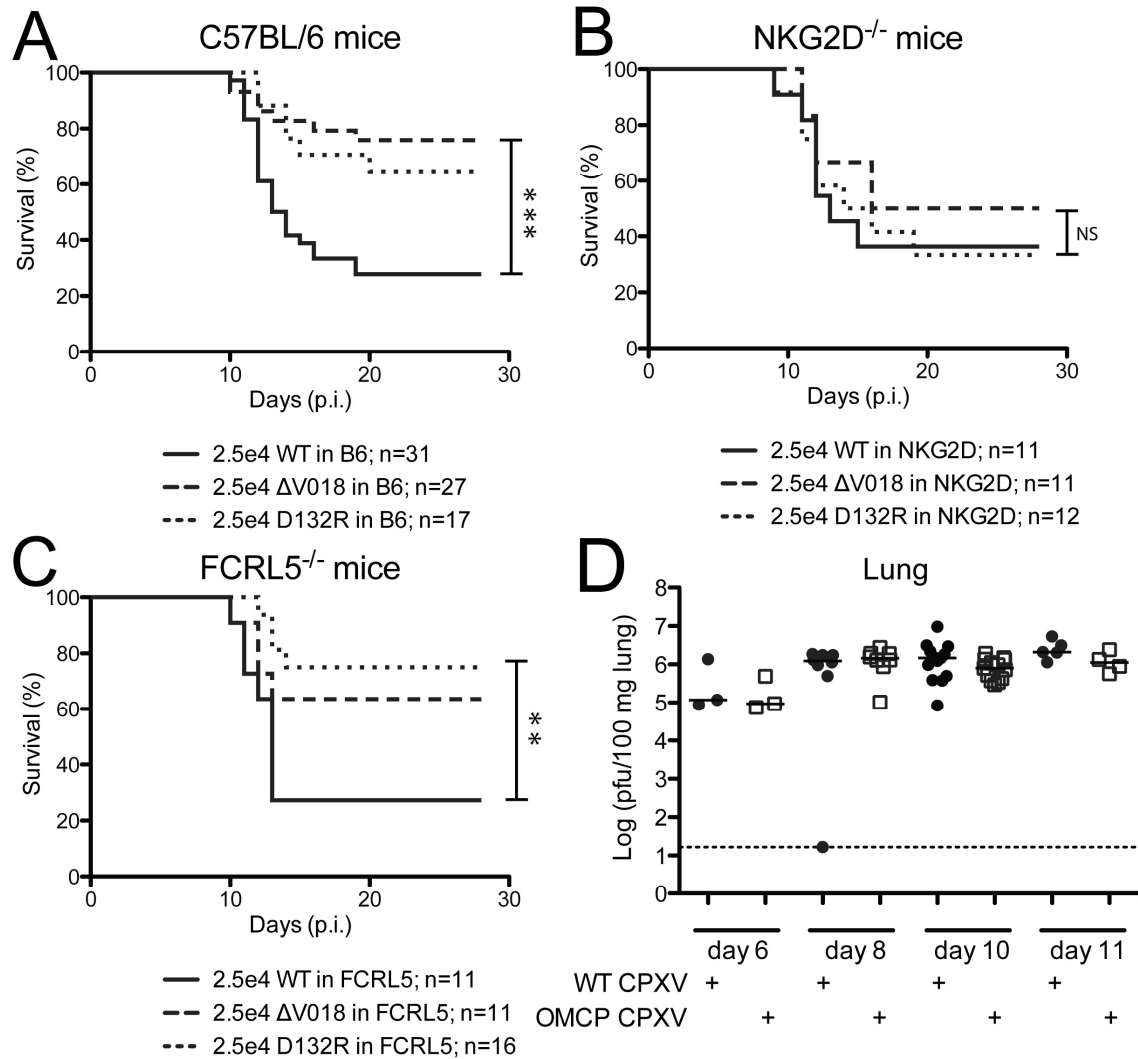 A
C57BL/6 mice
Survival (%)
100
80
60
40
20
0
0 10 20 30
Days (p.i.)
***
2.5e4 WT in B6; n=31
2.5e4 ΔV018 in B6; n=27
2.5e4 D132R in B6; n=17
B
NKG2D-/- mice
Survival (%)
100
80
60
40
20
0
0 10 20 30
Days (p.i.)
NS
2.5e4 WT in NKG2D; n=11
2.5e4 ΔV018 in NKG2D; n=11
2.5e4 D132R in NKG2D; n=12
C
FCRL5-/- mice
Survival (%)
100
80
60
40
20
0
0 10 20 30
Days (p.i.)
**
2.5e4 WT in FCRL5; n=11
2.5e4 ΔV018 in FCRL5; n=11
2.5e4 D132R in FCRL5; n=16
D
Lung
Log (pfu/100 mg lung)
8
7
6
5
4
3
2
1
0
day 6 day 8 day 10 day 11
WT CPXV + + + +
OMCP CPXV + + + +